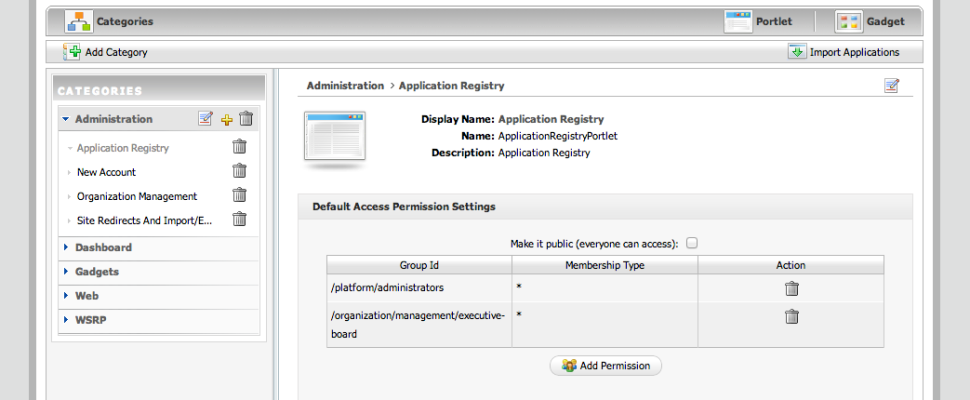 Categories
Portlet
Gadget
Add Category
Import Applications
CATEGORIES
Administration
Application Registry
New Account
Organization Management
Site Redirects And Import/E...
Dashboard
Gadgets
Web
WSRP
Administration > Application Registry
Display Name: Application Registry
Name: ApplicationRegistryPortlet
Description: Application Registry
Default Access Permission Settings
Make it public (everyone can access):
Group Id Membership Type Action
/platform/administrators *
/organization/management/executive- *
board
Add Permission